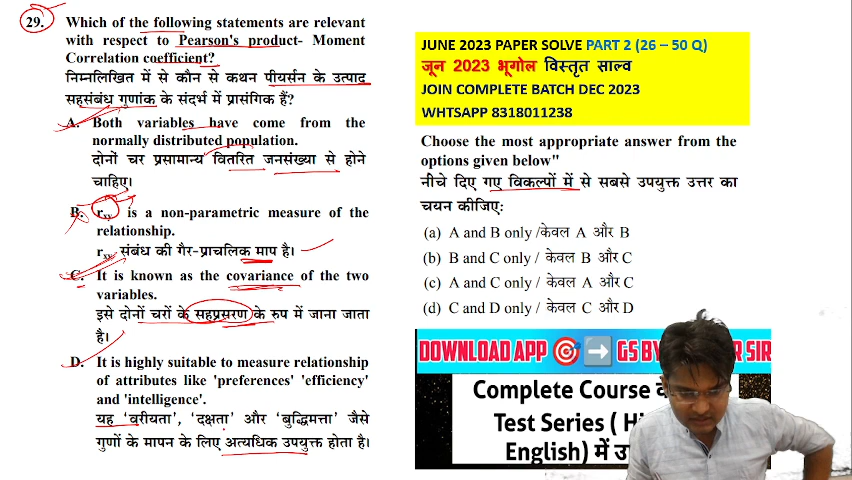 29. Which of the following statements are relevant
with respect to Pearson's product- Moment
Correlation coefficient?
निम्नलिखित में से कौन से कथन पीयर्सन के उत्पाद
सहसंबंध गुणांक के संदर्भ में प्रासंगिक हैं?
A. Both variables have come from the
normally distributed population.
दोनों चर प्रसामान्य वितरित जनसंख्या से होने
चाहिए।
B. rxy is a non-parametric measure of the
relationship.
rxy संबंध की गैर-प्राचलिक माप है।
C. It is known as the covariance of the two
variables.
इसे दोनों चरों के सहप्रसरण के रुप में जाना जाता
है।
D. It is highly suitable to measure relationship
of attributes like 'preferences' 'efficiency'
and 'intelligence'.
यह 'वरीयता', 'दक्षता' और 'बुद्धिमत्ता' जैसे
गुणों के मापन के लिए अत्यधिक उपयुक्त होता है।
JUNE 2023 PAPER SOLVE PART 2 (26 – 50 Q)
जून 2023 भूगोल विस्तृत साल्व
JOIN COMPLETE BATCH DEC 2023
WHTSAPP 8318011238
Choose the most appropriate answer from the
options given below"
नीचे दिए गए विकल्पों में से सबसे उपयुक्त उत्तर का
चयन कीजिए:
(a) A and B only /केवल A और B
(b) B and C only / केवल B और C
(c) A and C only / केवल A और C
(d) C and D only / केवल C और D
DOWNLOAD APP GS BY SIR
Complete Course
Test Series (
English) में